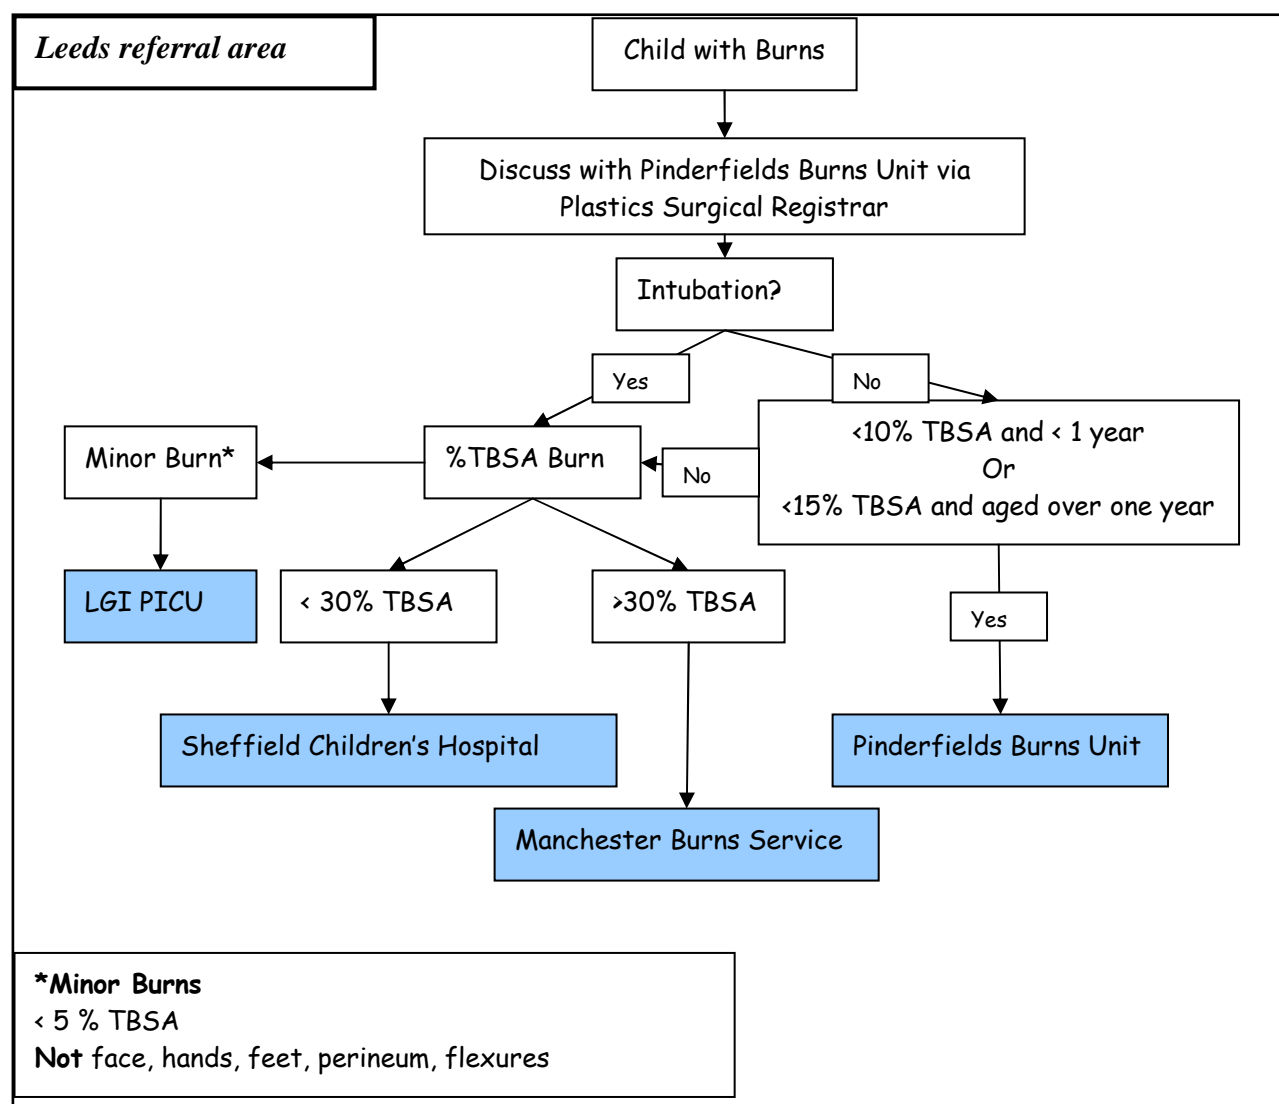 Leeds referral area
Child with Burns
Discuss with Pinderfields Burns Unit via
Plastics Surgical Registrar
Intubation?
Yes
No
<10% TBSA and < 1 year
Or
<15% TBSA and aged over one year
Minor Burn*
%TBSA Burn
No
LGI PICU
< 30% TBSA
>30% TBSA
Yes
Sheffield Children's Hospital
Pinderfields Burns Unit
Manchester Burns Service
*Minor Burns
< 5 % TBSA
Not face, hands, feet, perineum, flexures